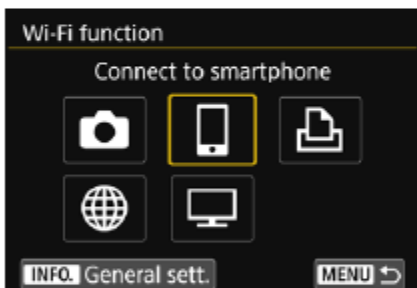 Wi-Fi function
Connect to smartphone
INFO. General sett.
MENU